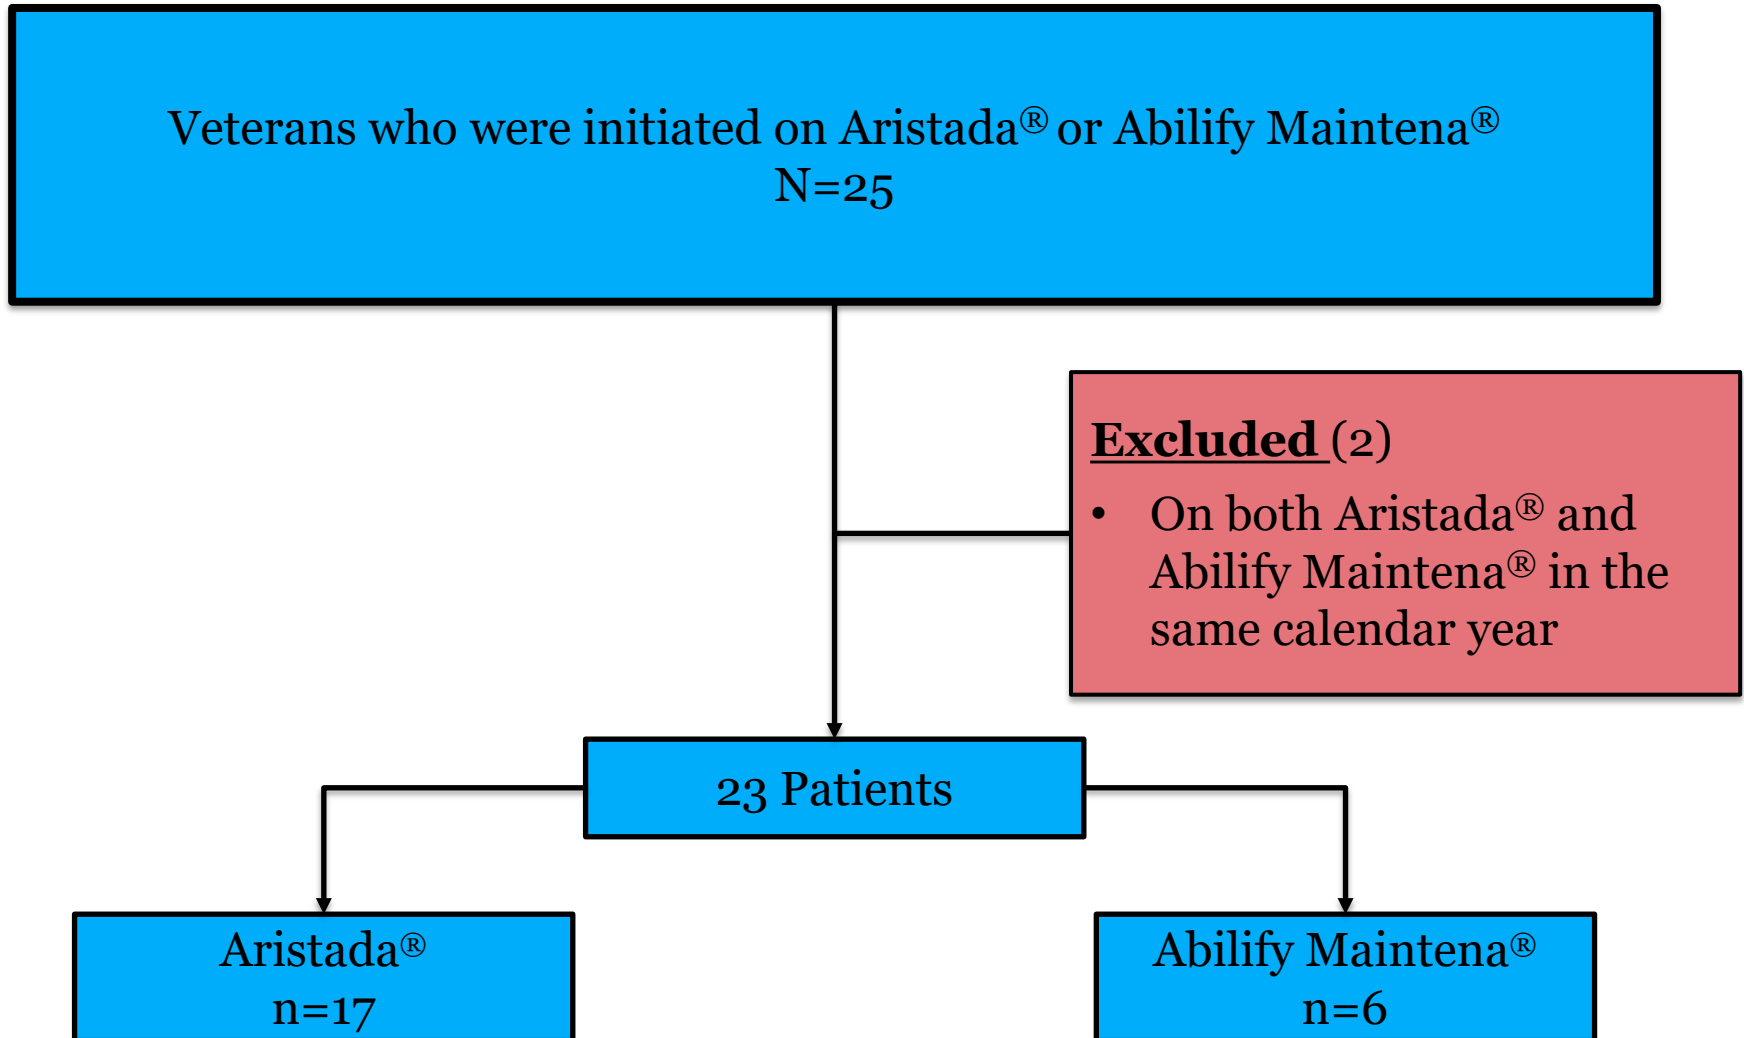 Veterans who were initiated on Aristada® or Abilify Maintena®
N=25
Excluded (2)
• On both Aristada® and
Abilify Maintena® in the
same calendar year
23 Patients
Aristada®
n=17
Abilify Maintena®
n=6